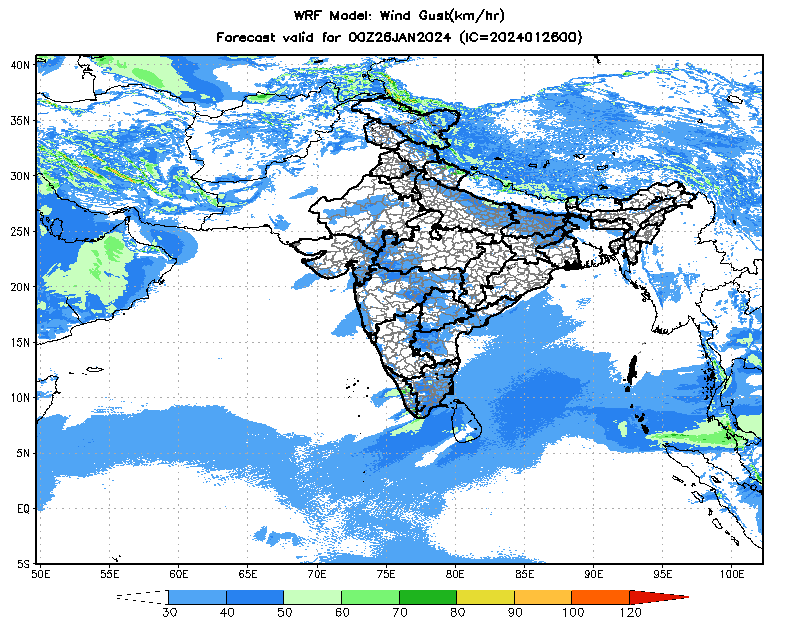 WRF Model: Wind Gust(km/hr)
Forecast valid for 00Z26JAN2024 (IC=2024012600)
40N
35N
30N
25N
20N
15N
10N
5N
EQ
5S
50E 55E 60E 65E 70E 75E 80E 85E 90E 95E 100E
30 40 50 60 70 80 90 100 120